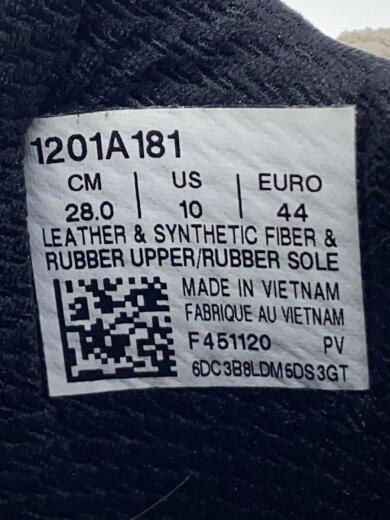 1201A181
CM | US | EURO
28.0 | 10 | 44
LEATHER & SYNTHETIC FIBER &
RUBBER UPPER/RUBBER SOLE
MADE IN VIETNAM
FABRIQUE AU VIETNAM
F451120 PV
6DC3B8LDM5DS3GT